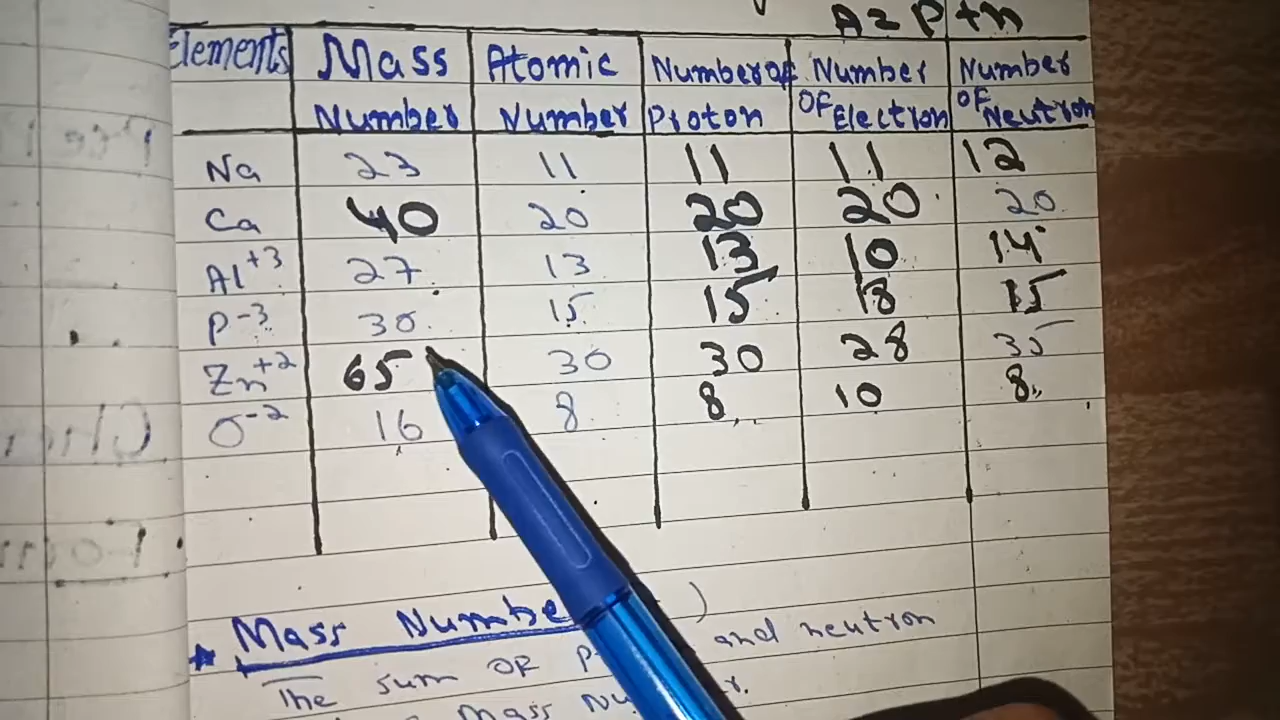 A = P + n
Elements Mass Number Atomic Number Number of Proton Number OF Electron Number OF Neutron
Na 23 11 11 11 12
Ca 40 20 20 20 20
Al+3 27 13 13 10 14
P-3 30 15 15 18 15
Zn+2 65 30 30 28 35
O-2 16 8 8 10 8
Mass Number
The sum OF and neutron
Mass